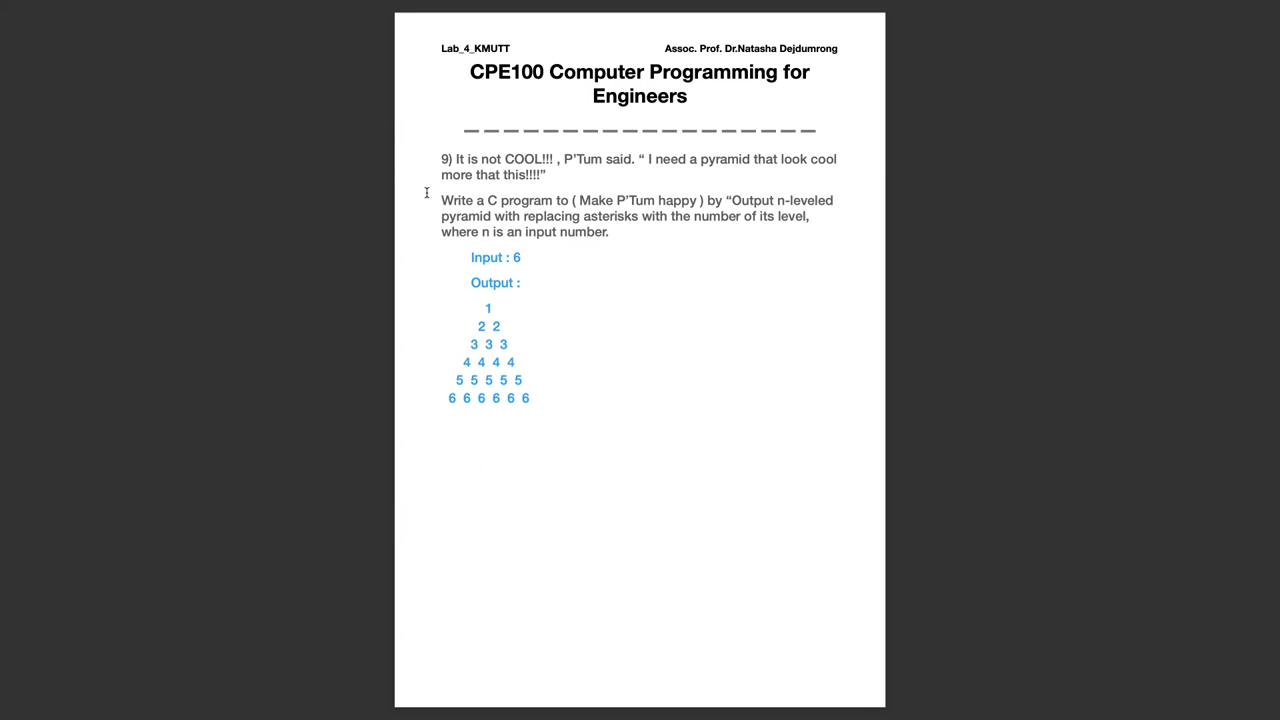 Lab_4_KMUTT Assoc. Prof. Dr.Natasha Dejdumrong
CPE100 Computer Programming for
Engineers
9) It is not COOL!!! , P’Tum said. “ I need a pyramid that look cool
more that this!!!!”
Write a C program to ( Make P’Tum happy ) by “Output n-leveled
pyramid with replacing asterisks with the number of its level,
where n is an input number.
Input : 6
Output :
1
2 2
3 3 3
4 4 4 4
5 5 5 5 5
6 6 6 6 6 6